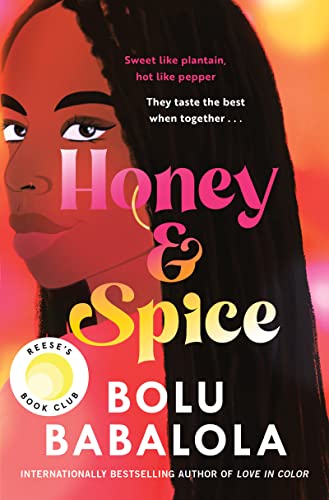 Sweet like plantain,
hot like pepper
They taste the best
when together . . .
Honey
&
Spice
REESE'S
BOOK CLUB
BOLU
BABALOLA
INTERNATIONALLY BESTSELLING AUTHOR OF LOVE IN COLOR